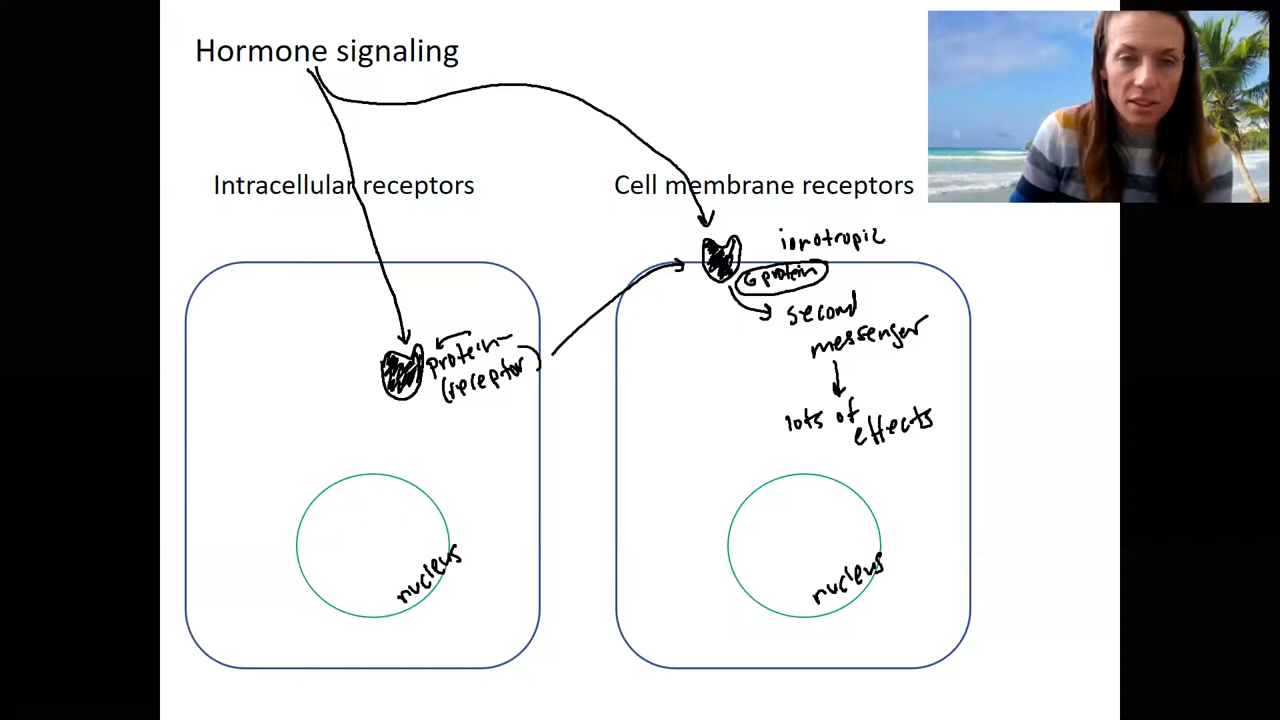 Hormone signaling
Intracellular receptors
Cell membrane receptors
ionotropic
G protein
second
messenger
lots of
effects
protein
(receptor)
nucleus
nucleus